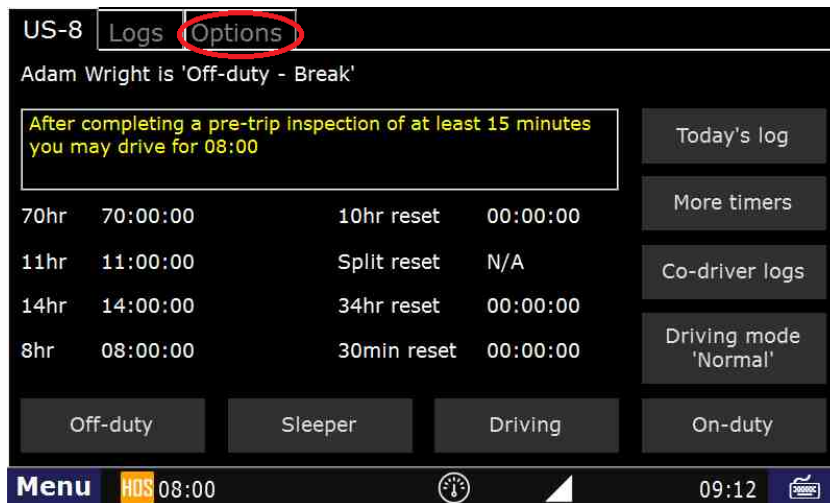 US-8 Logs Options
Adam Wright is 'Off-duty - Break'
After completing a pre-trip inspection of at least 15 minutes
you may drive for 08:00
Today's log
70hr 70:00:00 10hr reset 00:00:00
More timers
11hr 11:00:00 Split reset N/A
Co-driver logs
14hr 14:00:00 34hr reset 00:00:00
8hr 08:00:00 30min reset 00:00:00
Driving mode
'Normal'
Off-duty Sleeper Driving On-duty
Menu HOS 08:00 09:12